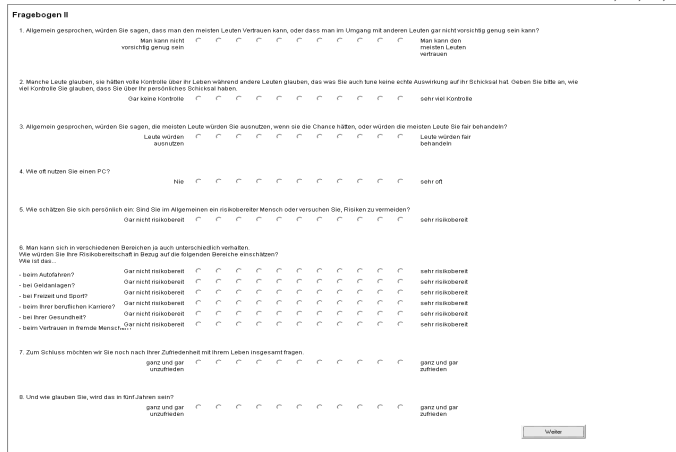 Fragebogen II
1. Allgemein gesprochen, würden Sie sagen, dass man den meisten Leuten Vertrauen kann, oder dass man im Umgang mit anderen Leuten gar nicht vorsichtig genug sein kann?
Man kann nicht vorsichtig genug sein
Man kann den meisten Leuten vertrauen
2. Manche Leute glauben, sie hätten volle Kontrolle über ihr Leben während andere Leuten glauben, das was Sie auch tune keine echte Auswirkung auf ihr Schicksal hat. Geben Sie bitte an, wie
viel Kontrolle Sie glauben, dass Sie über Ihr persönliches Schicksal haben.
Gar keine Kontrolle
sehr viel Kontrolle
3. Allgemein gesprochen, würden Sie sagen, die meisten Leute würden Sie ausnutzen, wenn sie die Chance hätten, oder würden die meisten Leute Sie fair behandeln?
Leute würden ausnutzen
Leute würden fair behandeln
4. Wie oft nutzen Sie einen PC?
Nie
sehr oft
5. Wie schätzen Sie sich persönlich ein: Sind Sie im Allgemeinen ein risikobereiter Mensch oder versuchen Sie, Risiken zu vermeiden?
Gar nicht risikobereit
sehr risikobereit
6. Man kann sich in verschiedenen Bereichen ja auch unterschiedlich verhalten.
Wie würden Sie Ihre Risikobereitschaft in Bezug auf die folgenden Bereiche einschätzen?
Wie ist das...
- beim Autofahren? Gar nicht risikobereit sehr risikobereit
- bei Geldanlagen? Gar nicht risikobereit sehr risikobereit
- bei Freizeit und Sport? Gar nicht risikobereit sehr risikobereit
- beim Ihrer beruflichen Karriere? Gar nicht risikobereit sehr risikobereit
- bei Ihrer Gesundheit? Gar nicht risikobereit sehr risikobereit
- beim Vertrauen in fremde Menschen? Gar nicht risikobereit sehr risikobereit
7. Zum Schluss möchten wir Sie noch nach Ihrer Zufriedenheit mit ihrem Leben insgesamt fragen.
ganz und gar unzufrieden
ganz und gar zufrieden
8. Und wie glauben Sie, wird das in fünf Jahren sein?
ganz und gar unzufrieden
ganz und gar zufrieden
Weiter